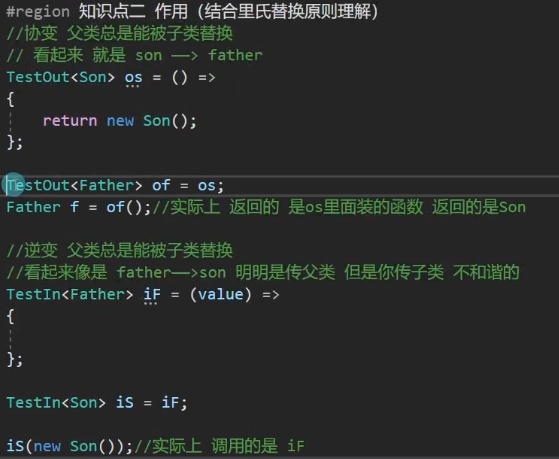 #region 知识点二 作用（结合里氏替换原则理解）
//协变 父类总是能被子类替换
// 看起来 就是 son ——> father
TestOut<Son> os = () =>
{
    return new Son();
};
TestOut<Father> of = os;
Father f = of();//实际上 返回的 是os里面装的函数 返回的是Son
//逆变 父类总是能被子类替换
//看起来像是 father——>son 明明是传父类 但是你传子类 不和谐的
TestIn<Father> iF = (value) =>
{
};
TestIn<Son> iS = iF;
iS(new Son());//实际上 调用的是 iF